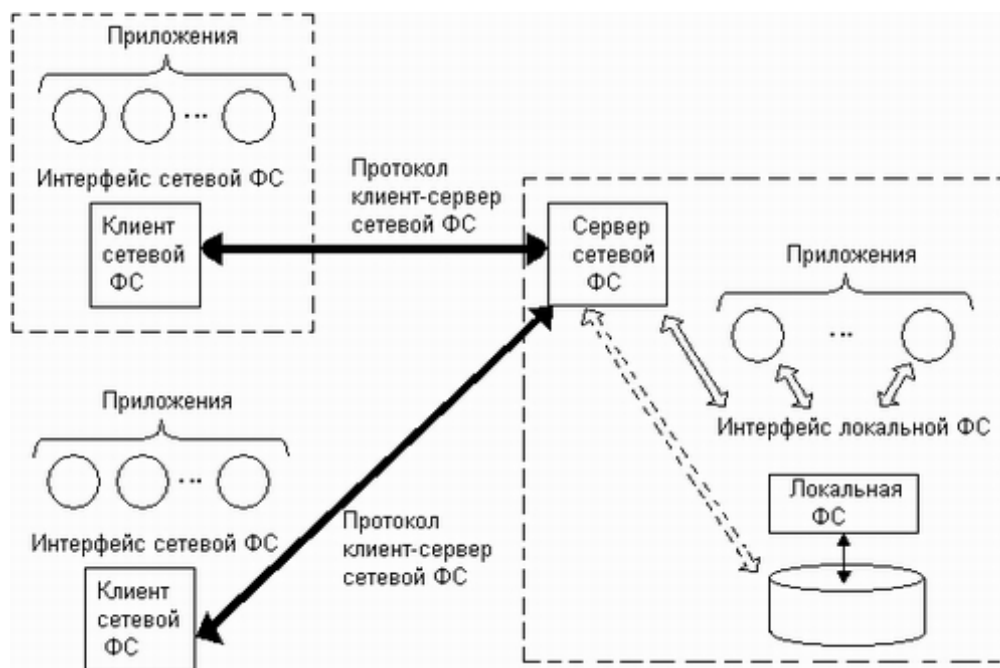 Приложения
...
Интерфейс сетевой ФС
Клиент
сетевой
ФС
Протокол
клиент-сервер
сетевой ФС
Сервер
сетевой
ФС
Приложения
...
Интерфейс локальной ФС
Локальная
ФС
Приложения
...
Интерфейс сетевой ФС
Клиент
сетевой
ФС
Протокол
клиент-сервер
сетевой ФС